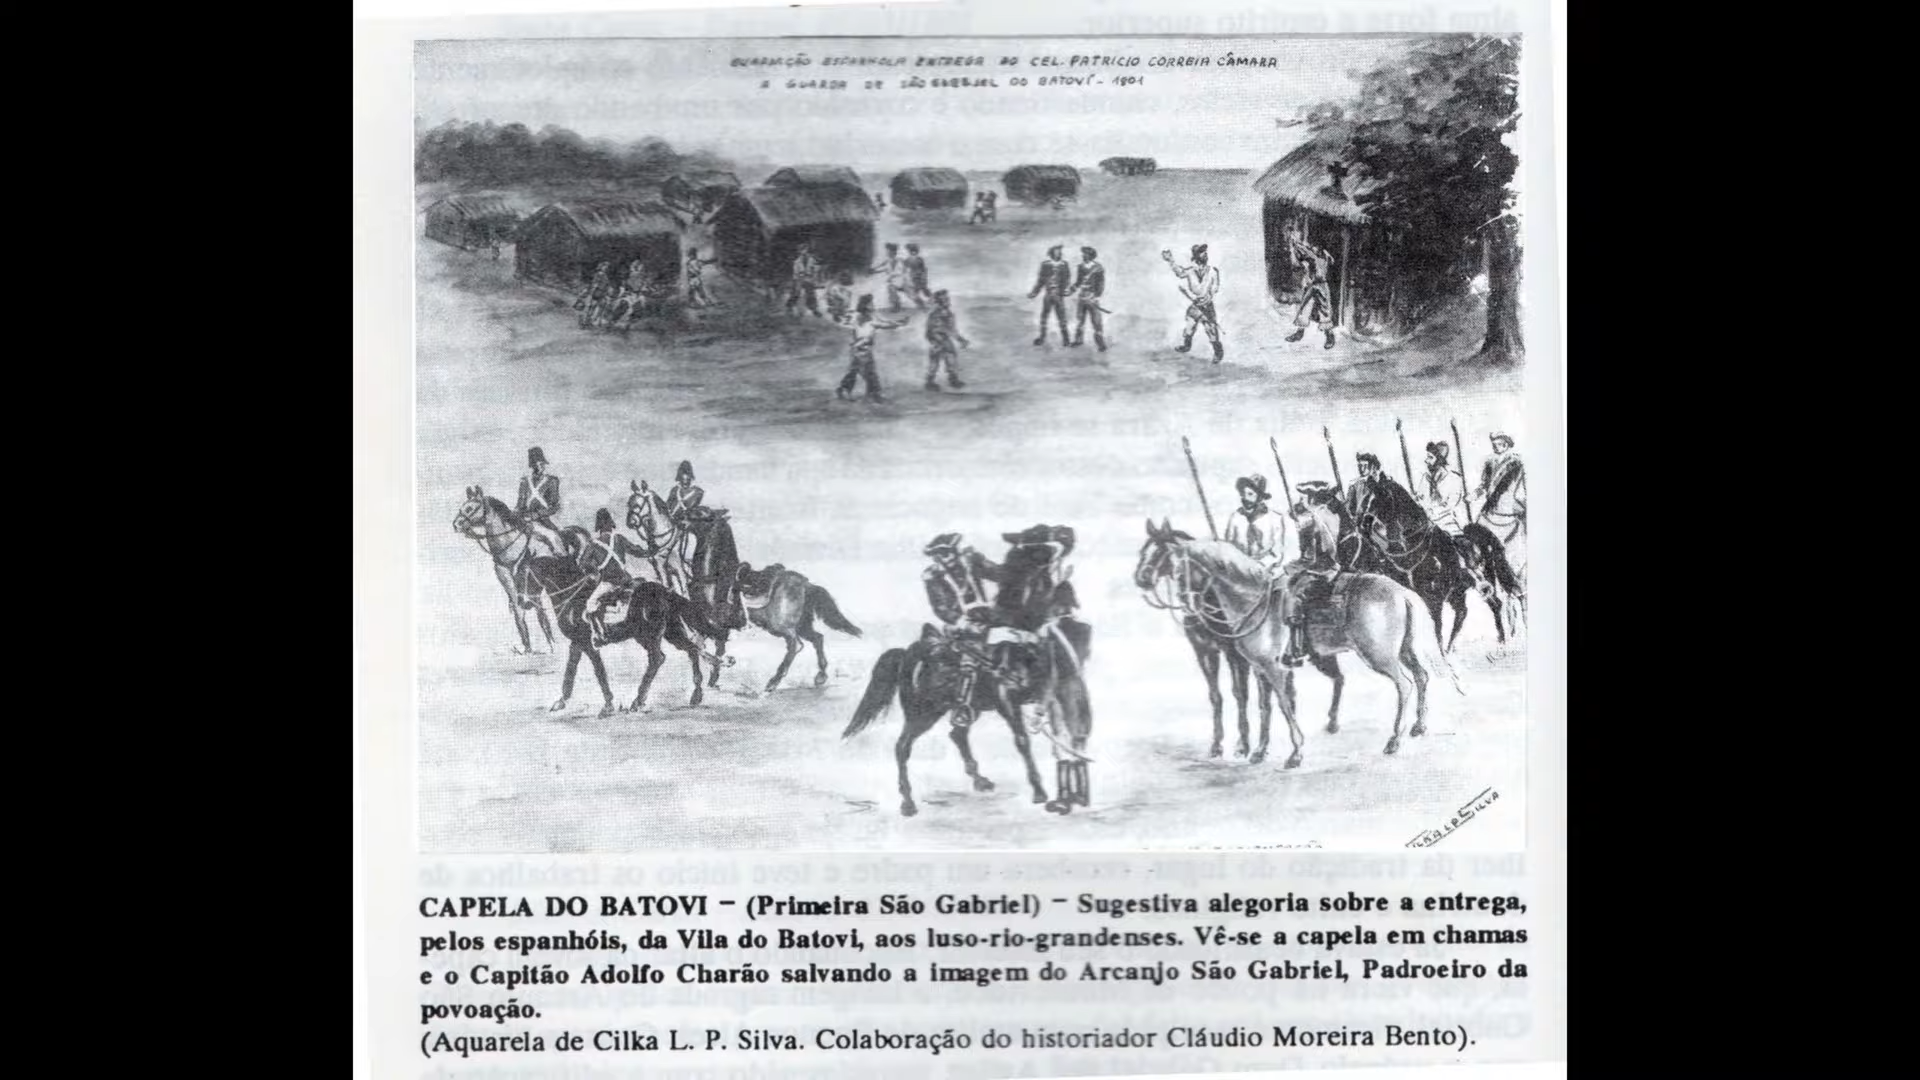 GUARNIÇÃO ESPANHOLA ENTREGA AO CEL. PATRICIO CORREIA CÂMARA
A GUARDA DE SÃO GABRIEL DO BATOVÍ - 1801
CILKA L P SILVA
CAPELA DO BATOVI – (Primeira São Gabriel) – Sugestiva alegoria sobre a entrega,
pelos espanhóis, da Vila do Batovi, aos luso-rio-grandenses. Vê-se a capela em chamas
e o Capitão Adolfo Charão salvando a imagem do Arcanjo São Gabriel, Padroeiro da
povoação.
(Aquarela de Cilka L. P. Silva. Colaboração do historiador Cláudio Moreira Bento).